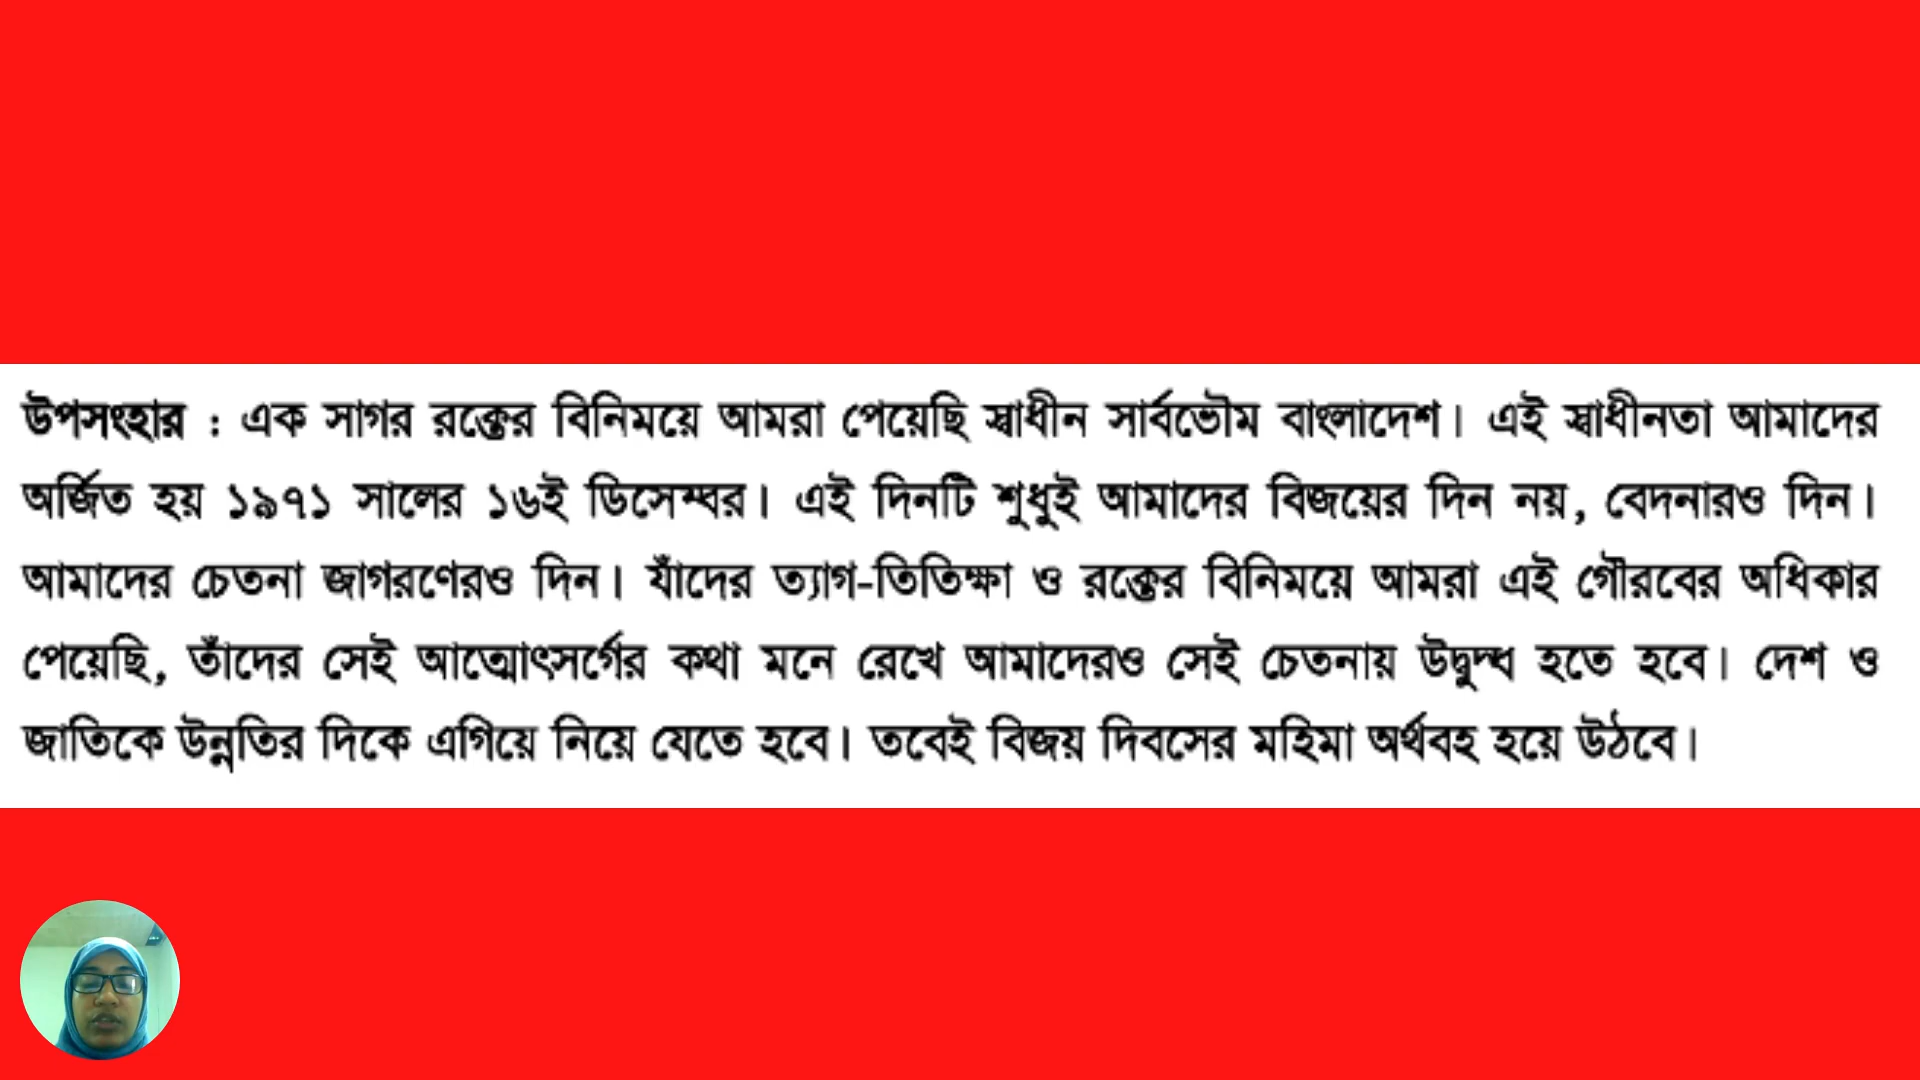 উপসংহার : এক সাগর রক্তের বিনিময়ে আমরা পেয়েছি স্বাধীন সার্বভৌম বাংলাদেশ। এই স্বাধীনতা আমাদের
অর্জিত হয় ১৯৭১ সালের ১৬ই ডিসেম্বর। এই দিনটি শুধুই আমাদের বিজয়ের দিন নয়, বেদনারও দিন।
আমাদের চেতনা জাগরণেরও দিন। যাঁদের ত্যাগ-তিতিক্ষা ও রক্তের বিনিময়ে আমরা এই গৌরবের অধিকার
পেয়েছি, তাঁদের সেই আত্মোৎসর্গের কথা মনে রেখে আমাদেরও সেই চেতনায় উদ্বুদ্ধ হতে হবে। দেশ ও
জাতিকে উন্নতির দিকে এগিয়ে নিয়ে যেতে হবে। তবেই বিজয় দিবসের মহিমা অর্থবহ হয়ে উঠবে।